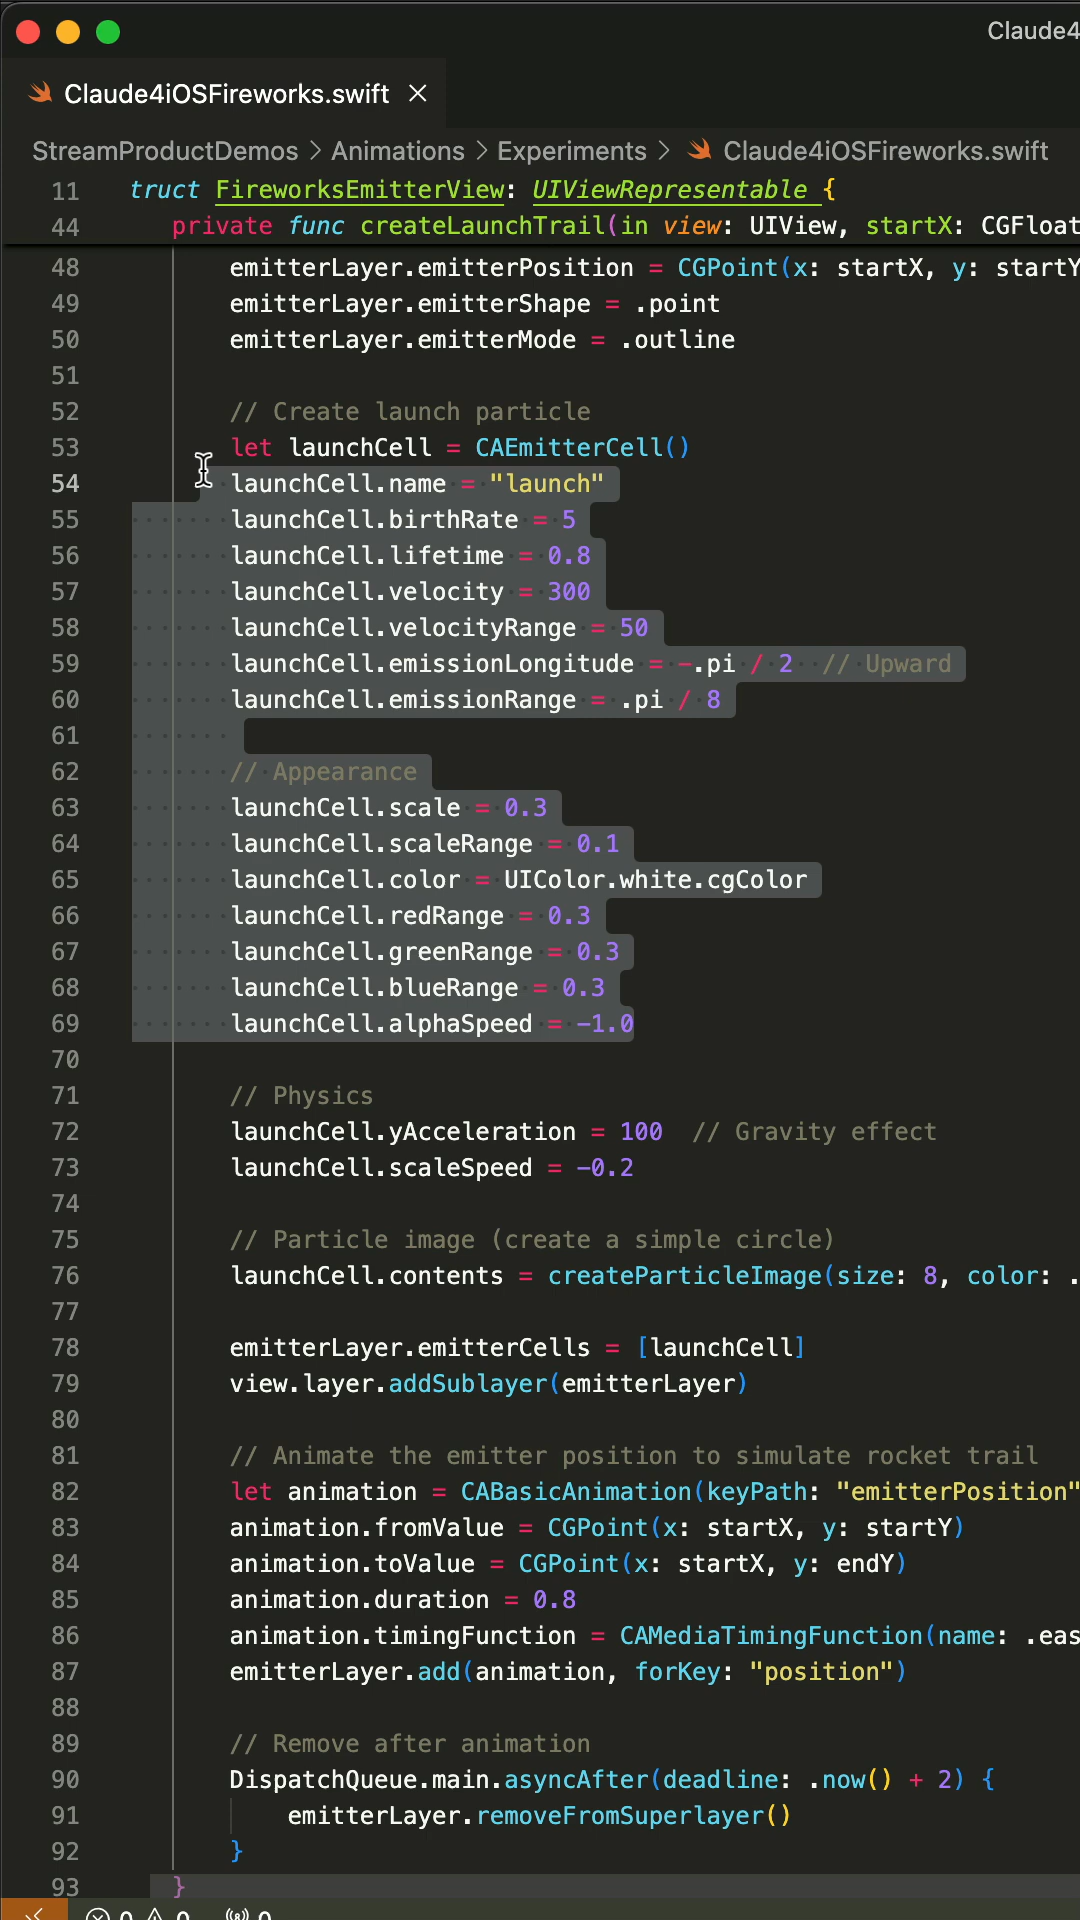 Claude4
Claude4iOSFireworks.swift
StreamProductDemos > Animations > Experiments > Claude4iOSFireworks.swift
11 truct FireworksEmitterView: UIViewRepresentable {
44 private func createLaunchTrail(in view: UIView, startX: CGFloat
48 emitterLayer.emitterPosition = CGPoint(x: startX, y: startY
49 emitterLayer.emitterShape = .point
50 emitterLayer.emitterMode = .outline
51
52 // Create launch particle
53 let launchCell = CAEmitterCell()
54 launchCell.name = "launch"
55 launchCell.birthRate = 5
56 launchCell.lifetime = 0.8
57 launchCell.velocity = 300
58 launchCell.velocityRange = 50
59 launchCell.emissionLongitude = -.pi / 2 // Upward
60 launchCell.emissionRange = .pi / 8
61
62 // Appearance
63 launchCell.scale = 0.3
64 launchCell.scaleRange = 0.1
65 launchCell.color = UIColor.white.cgColor
66 launchCell.redRange = 0.3
67 launchCell.greenRange = 0.3
68 launchCell.blueRange = 0.3
69 launchCell.alphaSpeed = -1.0
70
71 // Physics
72 launchCell.yAcceleration = 100 // Gravity effect
73 launchCell.scaleSpeed = -0.2
74
75 // Particle image (create a simple circle)
76 launchCell.contents = createParticleImage(size: 8, color: .
77
78 emitterLayer.emitterCells = [launchCell]
79 view.layer.addSublayer(emitterLayer)
80
81 // Animate the emitter position to simulate rocket trail
82 let animation = CABasicAnimation(keyPath: "emitterPosition"
83 animation.fromValue = CGPoint(x: startX, y: startY)
84 animation.toValue = CGPoint(x: startX, y: endY)
85 animation.duration = 0.8
86 animation.timingFunction = CAMediaTimingFunction(name: .eas
87 emitterLayer.add(animation, forKey: "position")
88
89 // Remove after animation
90 DispatchQueue.main.asyncAfter(deadline: .now() + 2) {
91 emitterLayer.removeFromSuperlayer()
92 }
93 }
0 0 0